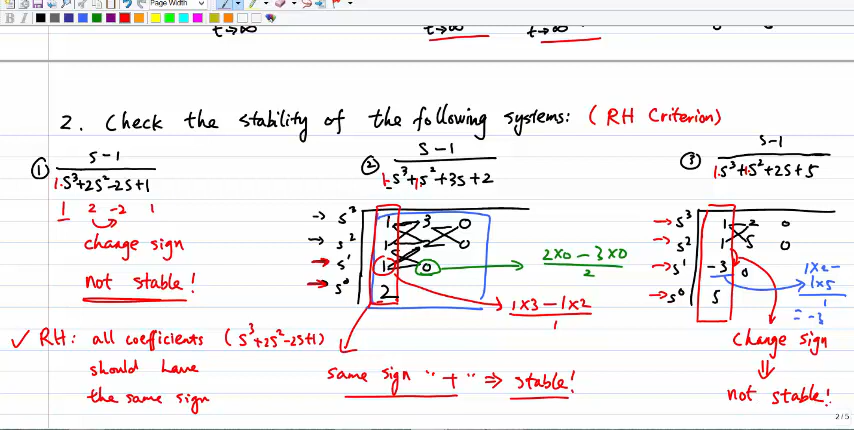 Page Width
t→∞ t→∞ t→∞
2. Check the stability of the following systems: (RH Criterion)
① s-1 / 1·s³+2s²-2s+1
1 2 -2 1
change sign
not stable!
✓ RH: all coefficients (s³+2s²-2s+1)
should have
the same sign
② s-1 / 1·s³+1s²+3s+2
→ s³ 1 3 0
→ s² 1 2 0
→ s¹ 1 0
→ s⁰ 2
2×0-3×0 / 2
1×3-1×2 / 1
same sign "+" ⇒ stable!
③ s-1 / 1s³+1s²+2s+5
→ s³ 1 2 0
→ s² 1 5 0
→ s¹ -3 0
→ s⁰ 5
1×2-1×5 / 1
= -3
change sign
⇓
not stable!
2/5